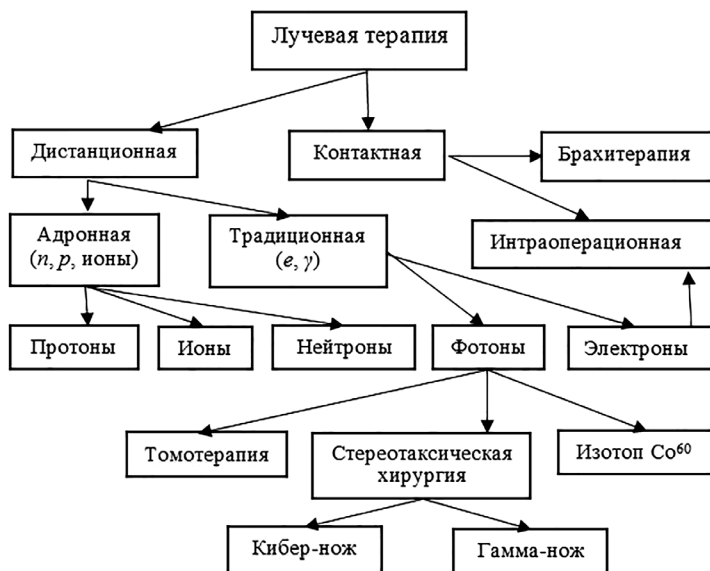 Лучевая терапия
Дистанционная
Контактная
Брахитерапия
Адронная
(n, p, ионы)
Традиционная
(e, γ)
Интраоперационная
Протоны
Ионы
Нейтроны
Фотоны
Электроны
Томотерапия
Стереотаксическая
хирургия
Изотоп Co⁶⁰
Кибер-нож
Гамма-нож